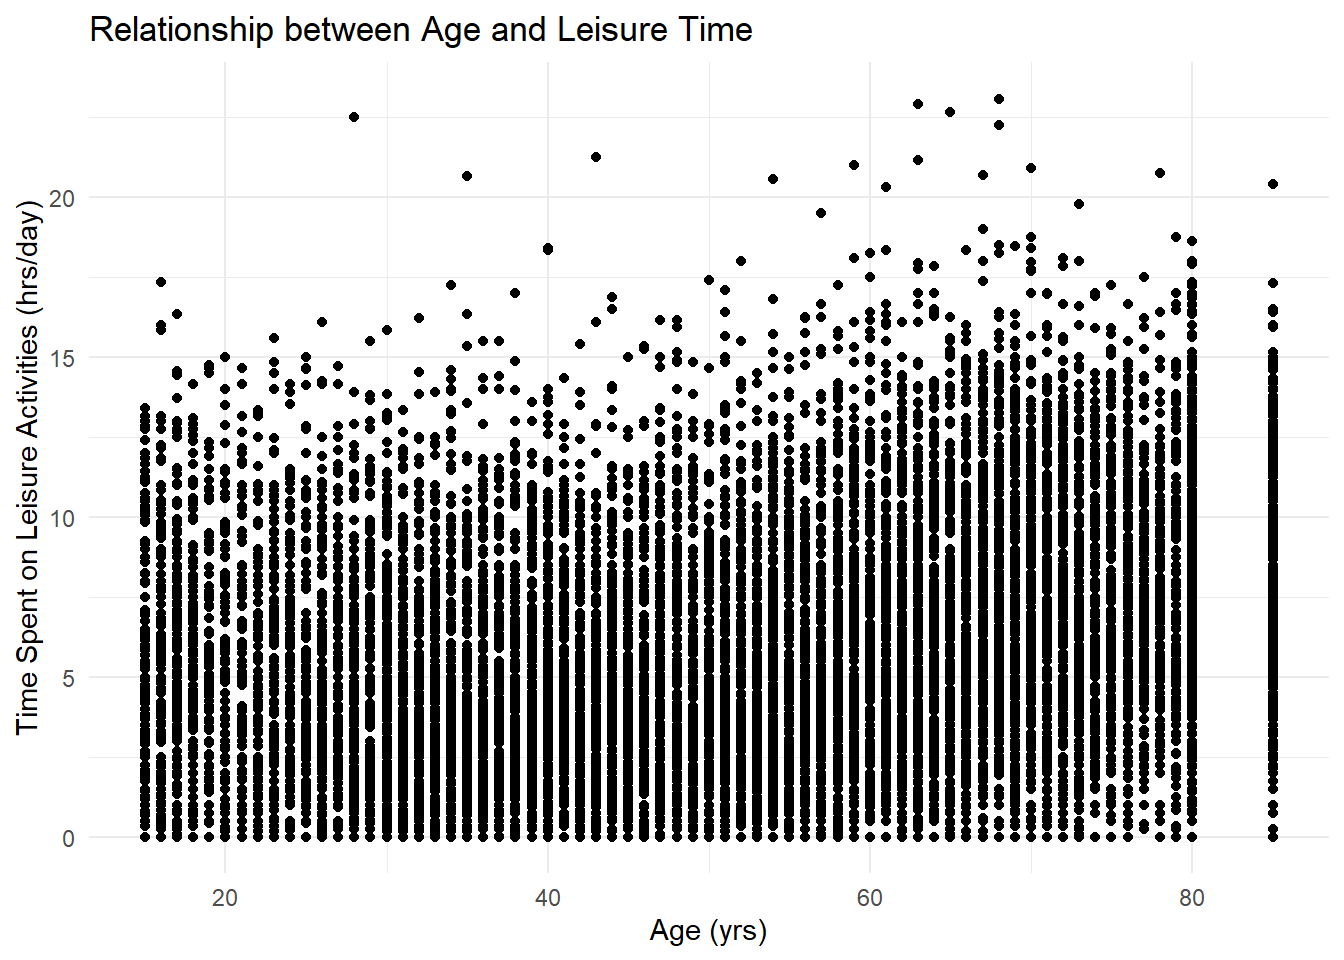 Relationship between Age and Leisure Time
Time Spent on Leisure Activities (hrs/day)
20
15
10
5
0
20 40 60 80
Age (yrs)